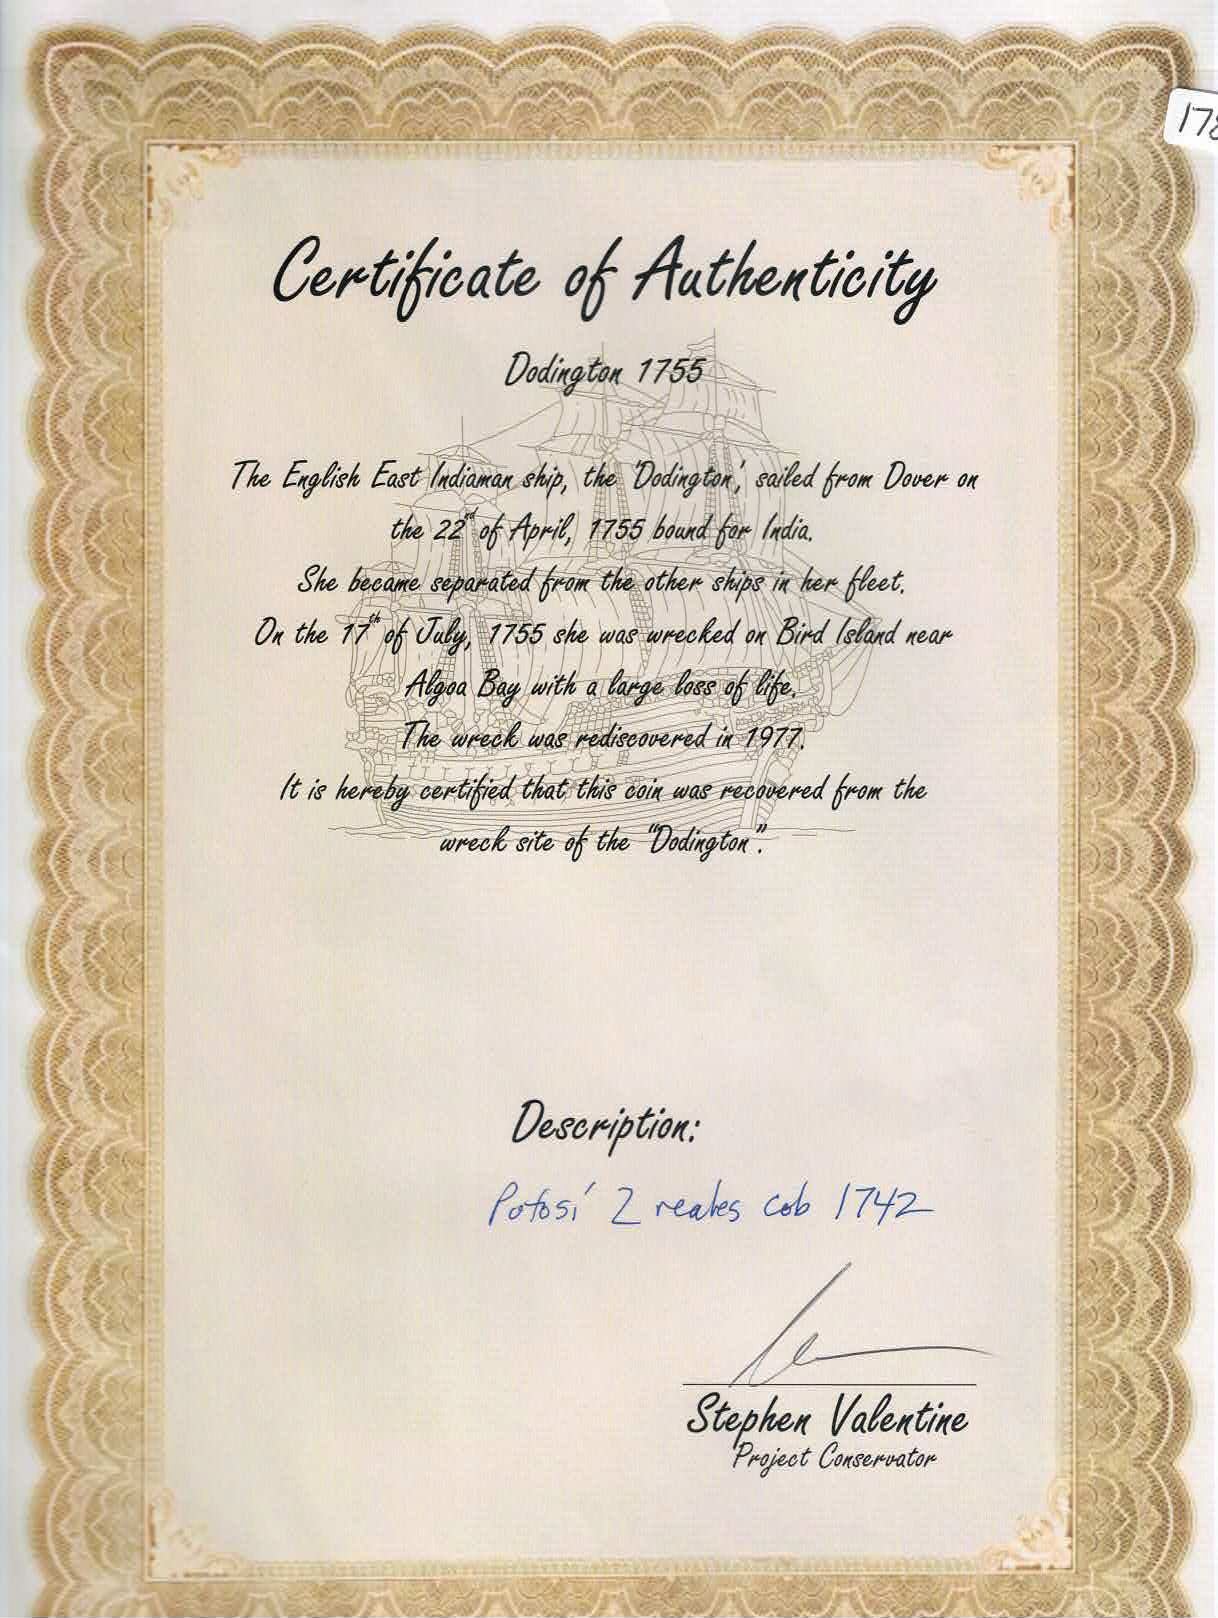 178
Certificate of Authenticity
Dodington 1755
The English East Indiaman ship, the 'Dodington', sailed from Dover on
the 22nd of April, 1755 bound for India.
She became separated from the other ships in her fleet.
On the 17th of July, 1755 she was wrecked on Bird Island near
Algoa Bay with a large loss of life.
The wreck was rediscovered in 1977.
It is hereby certified that this coin was recovered from the
wreck site of the "Dodington".
Description:
Potosí 2 reales cob 1742
Stephen Valentine
Project Conservator